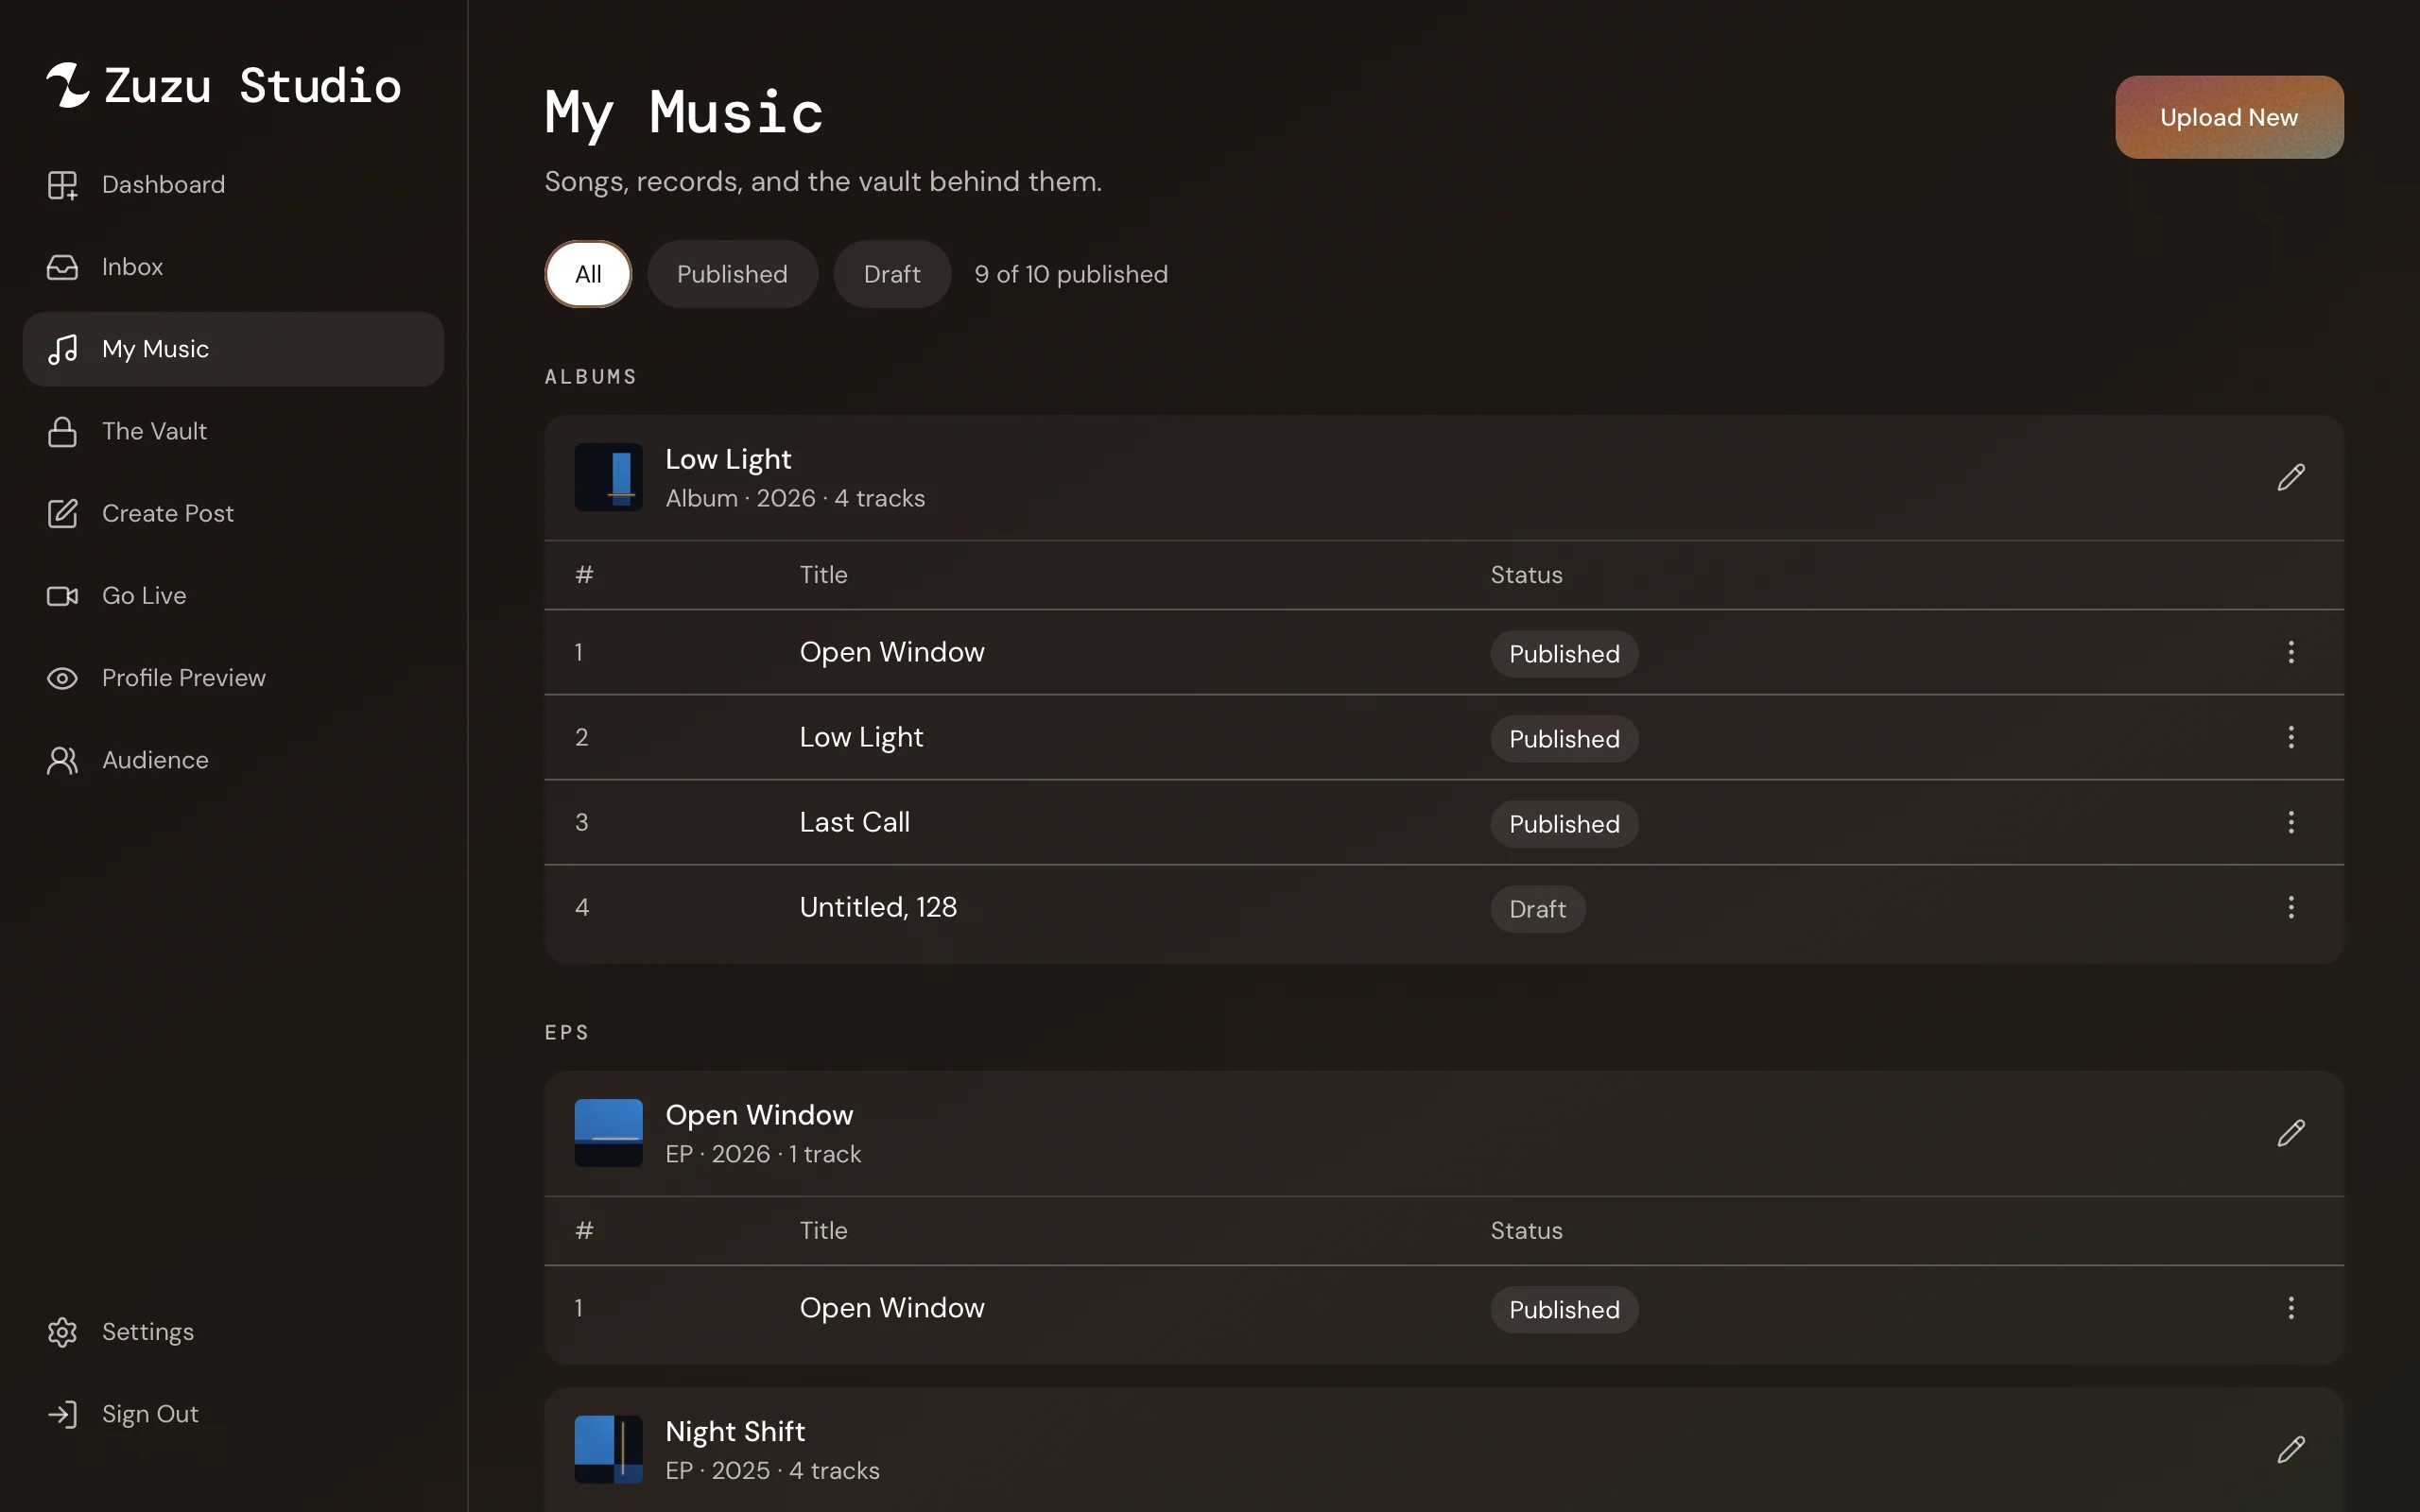 Zuzu Studio
Dashboard
Inbox
My Music
The Vault
Create Post
Go Live
Profile Preview
Audience
Settings
Sign Out
My Music
Songs, records, and the vault behind them.
Upload New
All Published Draft 9 of 10 published
ALBUMS
Low Light
Album · 2026 · 4 tracks
# Title Status
1 Open Window Published
2 Low Light Published
3 Last Call Published
4 Untitled, 128 Draft
EPS
Open Window
EP · 2026 · 1 track
# Title Status
1 Open Window Published
Night Shift
EP · 2025 · 4 tracks